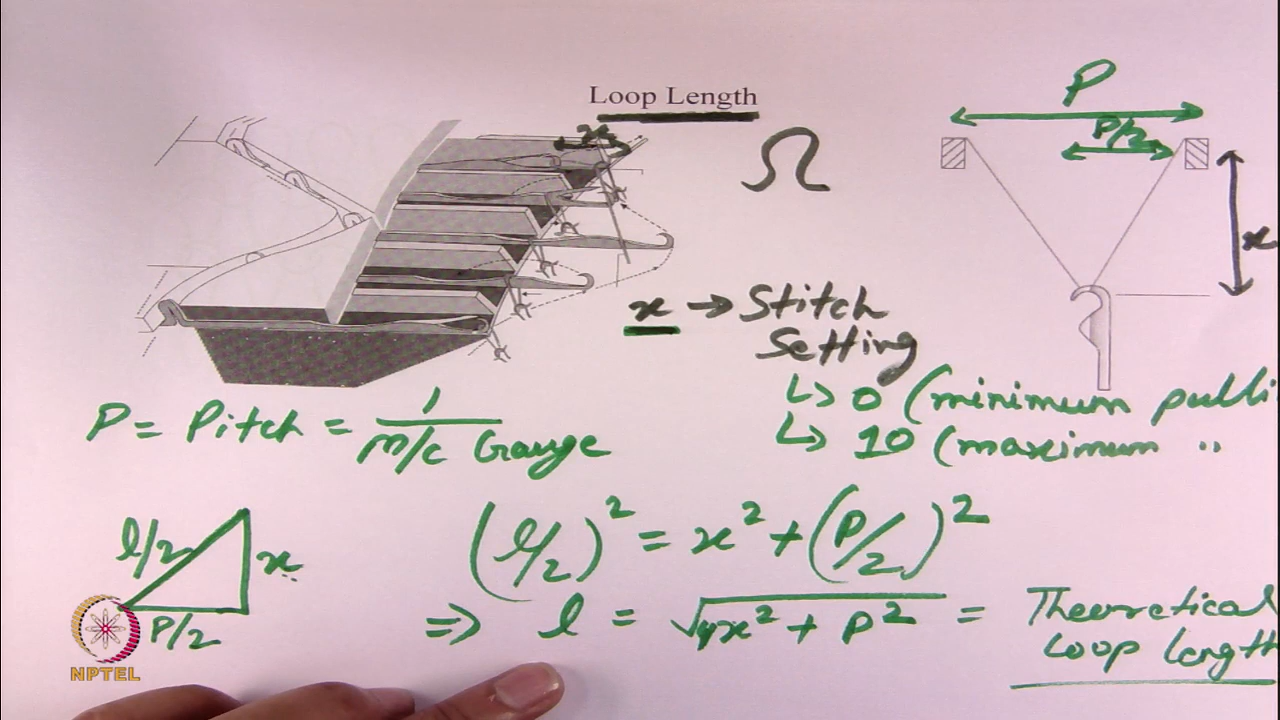 Loop Length
P
P/2
x
x
x → Stitch
Setting
↳ 0 (minimum pulli
↳ 10 (maximum "
P = Pitch = 1 / m/c Gauge
l/2
x
P/2
(l/2)² = x² + (P/2)²
⇒ l = √4x² + P² = Theoretical
Loop length
NPTEL